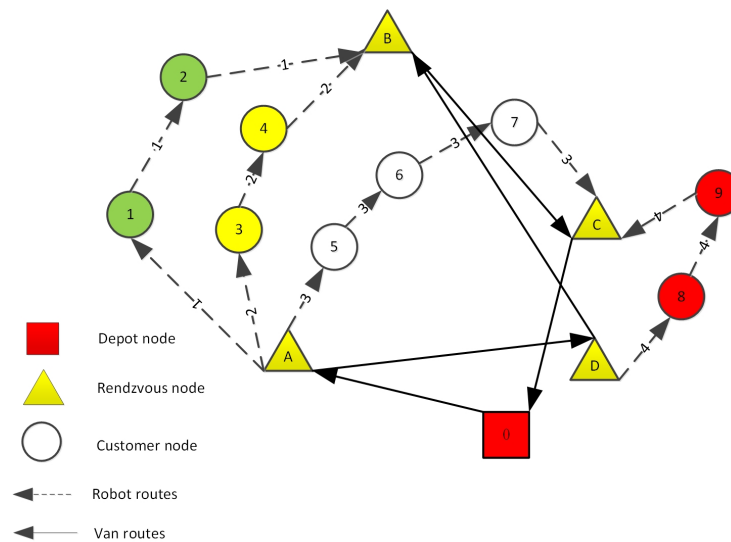 B
2
-1-
-2-
7
4
-1-
3
6
3
9
-2-
3
-4-
1
C
3
5
-4-
3
8
1
2
Depot node
A
4
D
Rendzvous node
0
Customer node
Robot routes
Van routes